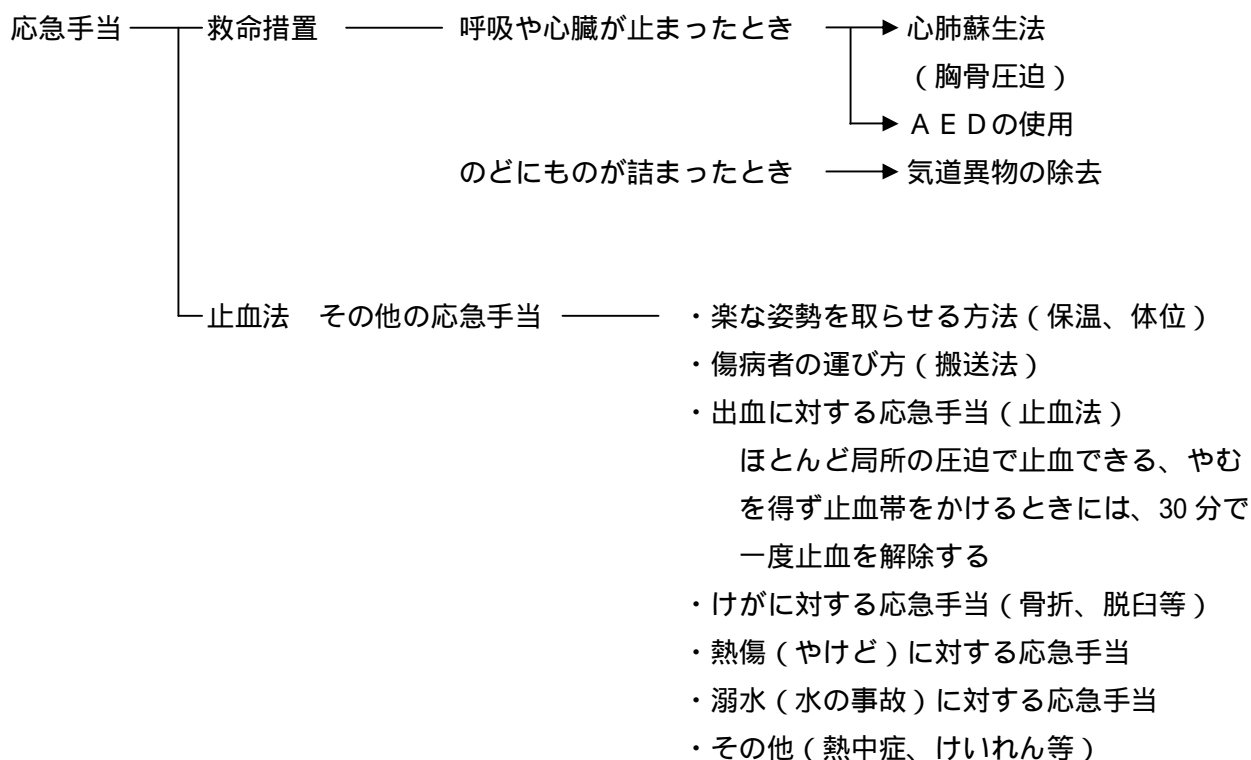 応急手当 救命措置 呼吸や心臓が止まったとき 心肺蘇生法
(胸骨圧迫)
ＡＥＤの使用
のどにものが詰まったとき 気道異物の除去
止血法　その他の応急手当 ・楽な姿勢を取らせる方法(保温、体位)
・傷病者の運び方(搬送法)
・出血に対する応急手当(止血法)
ほとんど局所の圧迫で止血できる、やむ
を得ず止血帯をかけるときには、30 分で
一度止血を解除する
・けがに対する応急手当(骨折、脱臼等)
・熱傷(やけど)に対する応急手当
・溺水(水の事故)に対する応急手当
・その他(熱中症、けいれん等)